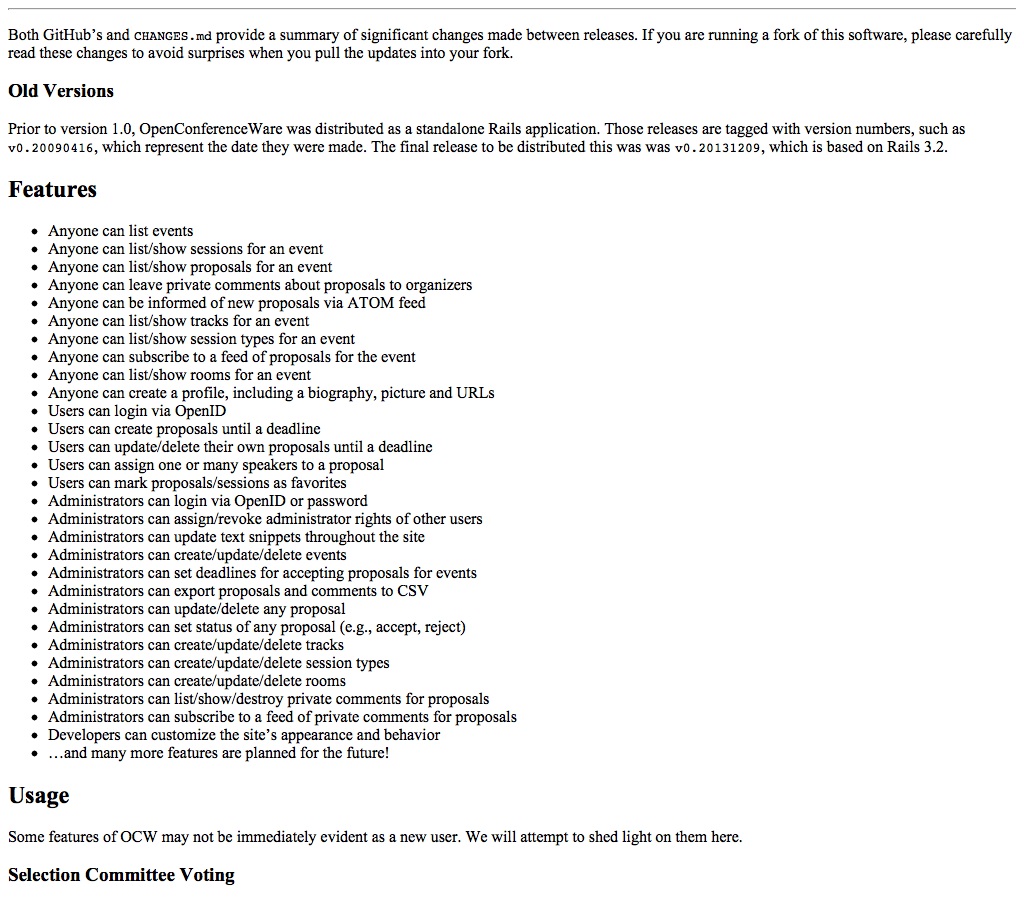 Both GitHub’s and CHANGES.md provide a summary of significant changes made between releases. If you are running a fork of this software, please carefully
read these changes to avoid surprises when you pull the updates into your fork.
Old Versions
Prior to version 1.0, OpenConferenceWare was distributed as a standalone Rails application. Those releases are tagged with version numbers, such as
v0.20090416, which represent the date they were made. The final release to be distributed this was was v0.20131209, which is based on Rails 3.2.
Features
• Anyone can list events
• Anyone can list/show sessions for an event
• Anyone can list/show proposals for an event
• Anyone can leave private comments about proposals to organizers
• Anyone can be informed of new proposals via ATOM feed
• Anyone can list/show tracks for an event
• Anyone can list/show session types for an event
• Anyone can subscribe to a feed of proposals for the event
• Anyone can list/show rooms for an event
• Anyone can create a profile, including a biography, picture and URLs
• Users can login via OpenID
• Users can create proposals until a deadline
• Users can update/delete their own proposals until a deadline
• Users can assign one or many speakers to a proposal
• Users can mark proposals/sessions as favorites
• Administrators can login via OpenID or password
• Administrators can assign/revoke administrator rights of other users
• Administrators can update text snippets throughout the site
• Administrators can create/update/delete events
• Administrators can set deadlines for accepting proposals for events
• Administrators can export proposals and comments to CSV
• Administrators can update/delete any proposal
• Administrators can set status of any proposal (e.g., accept, reject)
• Administrators can create/update/delete tracks
• Administrators can create/update/delete session types
• Administrators can create/update/delete rooms
• Administrators can list/show/destroy private comments for proposals
• Administrators can subscribe to a feed of private comments for proposals
• Developers can customize the site’s appearance and behavior
• …and many more features are planned for the future!
Usage
Some features of OCW may not be immediately evident as a new user. We will attempt to shed light on them here.
Selection Committee Voting